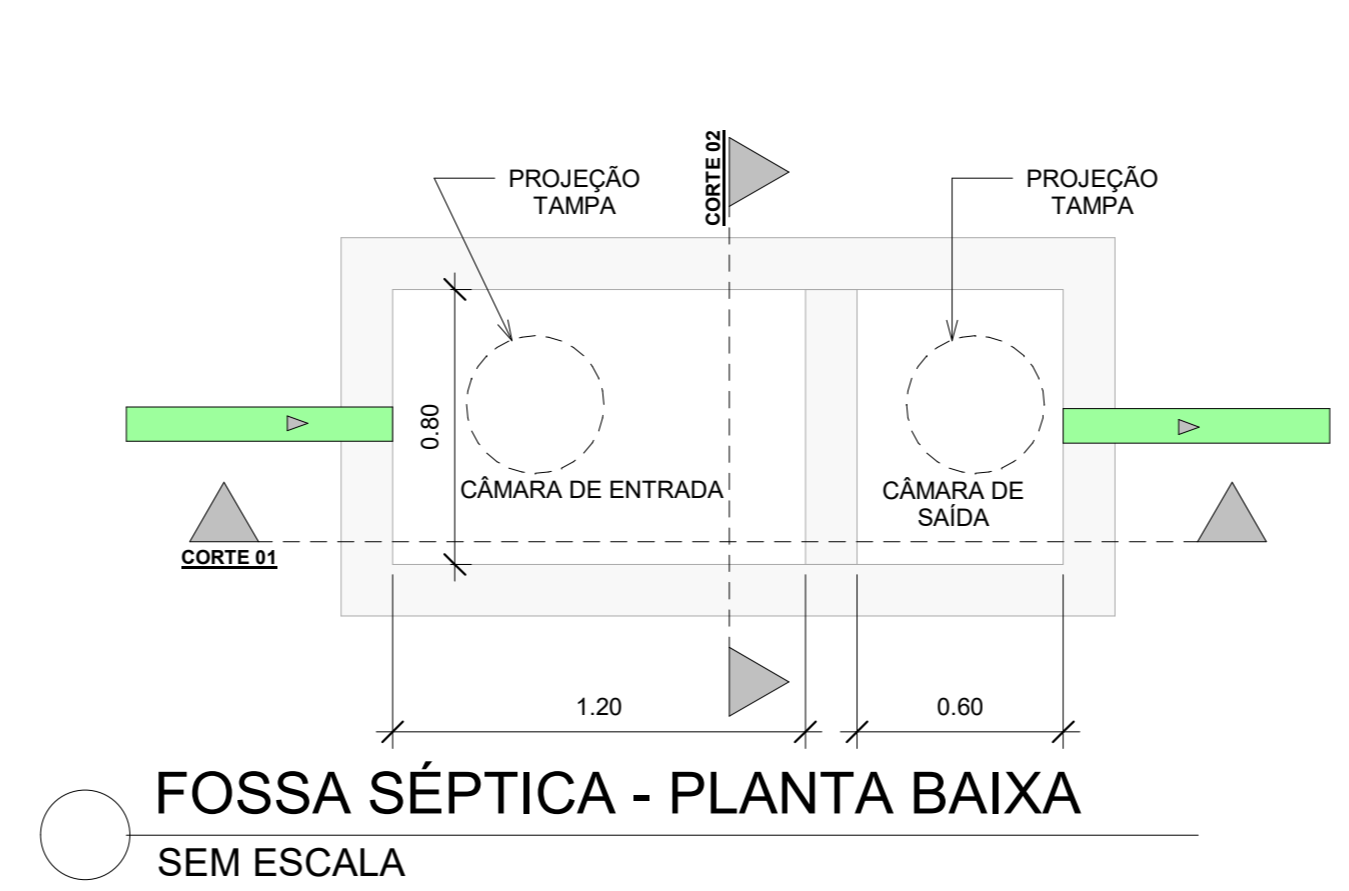 CORTE 02
PROJEÇÃO
TAMPA
PROJEÇÃO
TAMPA
0.80
CÂMARA DE ENTRADA
CÂMARA DE
SAÍDA
CORTE 01
1.20
0.60
FOSSA SÉPTICA - PLANTA BAIXA
SEM ESCALA